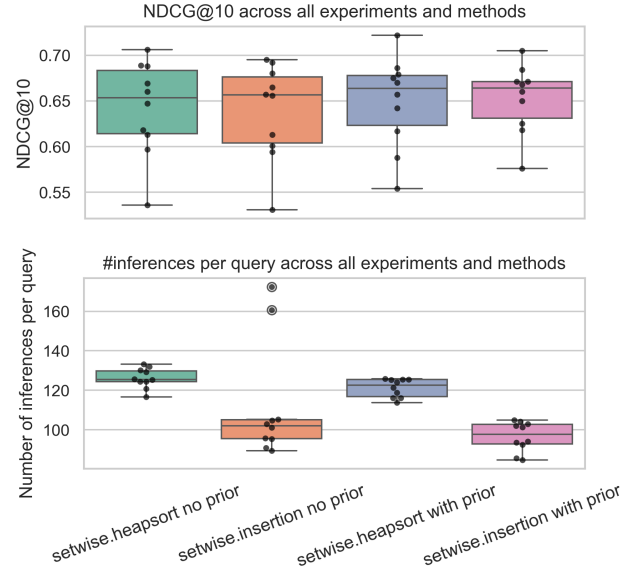 NDCG@10 across all experiments and methods
NDCG@10
0.70
0.65
0.60
0.55
#inferences per query across all experiments and methods
Number of inferences per query
160
140
120
100
setwise.heapsort no prior
setwise.insertion no prior
setwise.heapsort with prior
setwise.insertion with prior